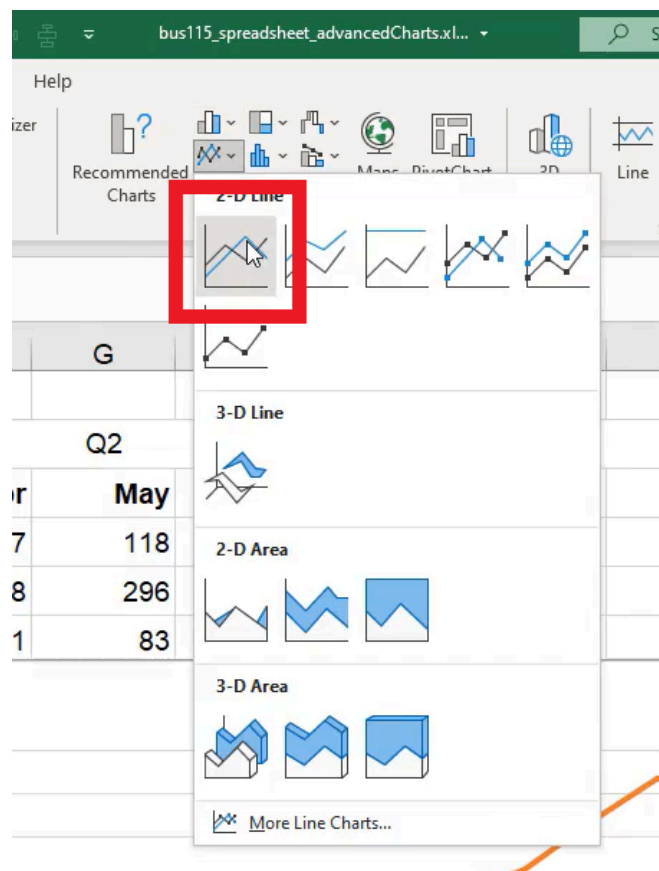 bus115_spreadsheet_advancedCharts.xl...
S
Help
izer
Recommended
Charts
Maps PivotChart 3D
Line
2-D Line
G
Q2
r May
7 118
8 296
1 83
3-D Line
2-D Area
3-D Area
More Line Charts...